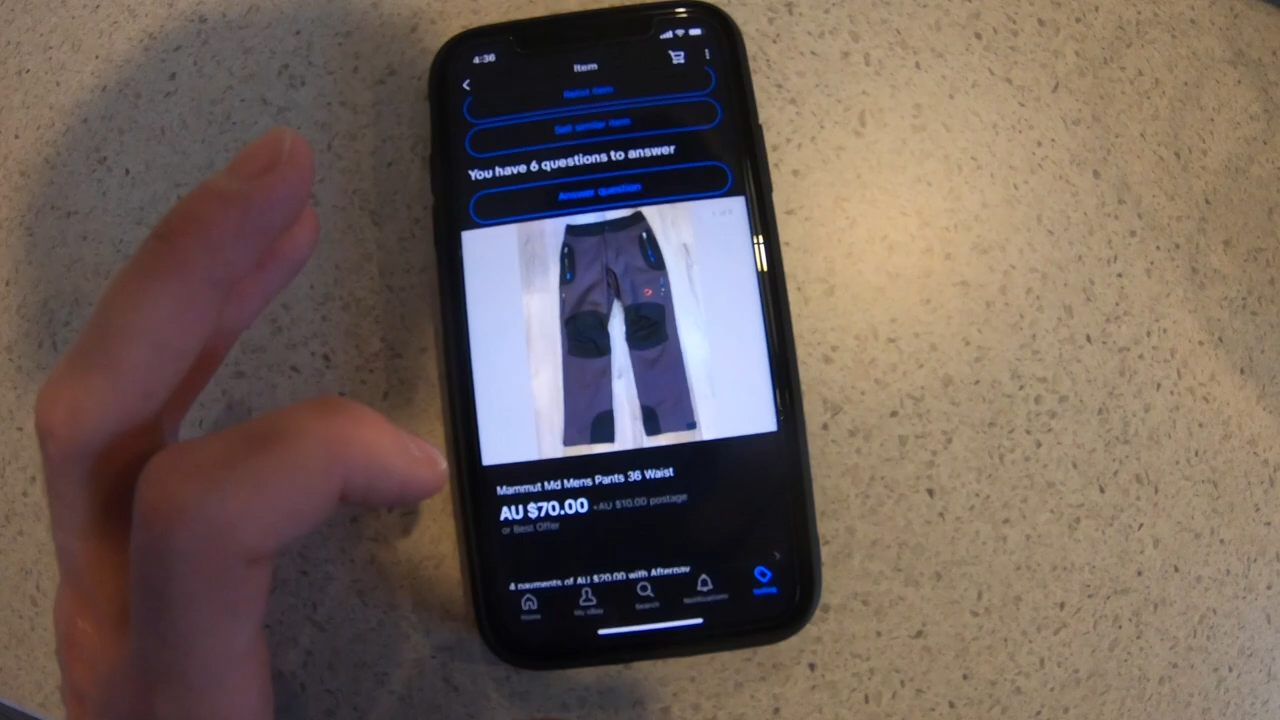 4:36
Item
Relist item
Sell similar item
You have 6 questions to answer
Answer question
Mammut Md Mens Pants 36 Waist
AU $70.00 +AU $10.00 postage
or Best Offer
4 payments of AU $20.00 with Afterpay
Home
My eBay
Search
Notifications
Selling